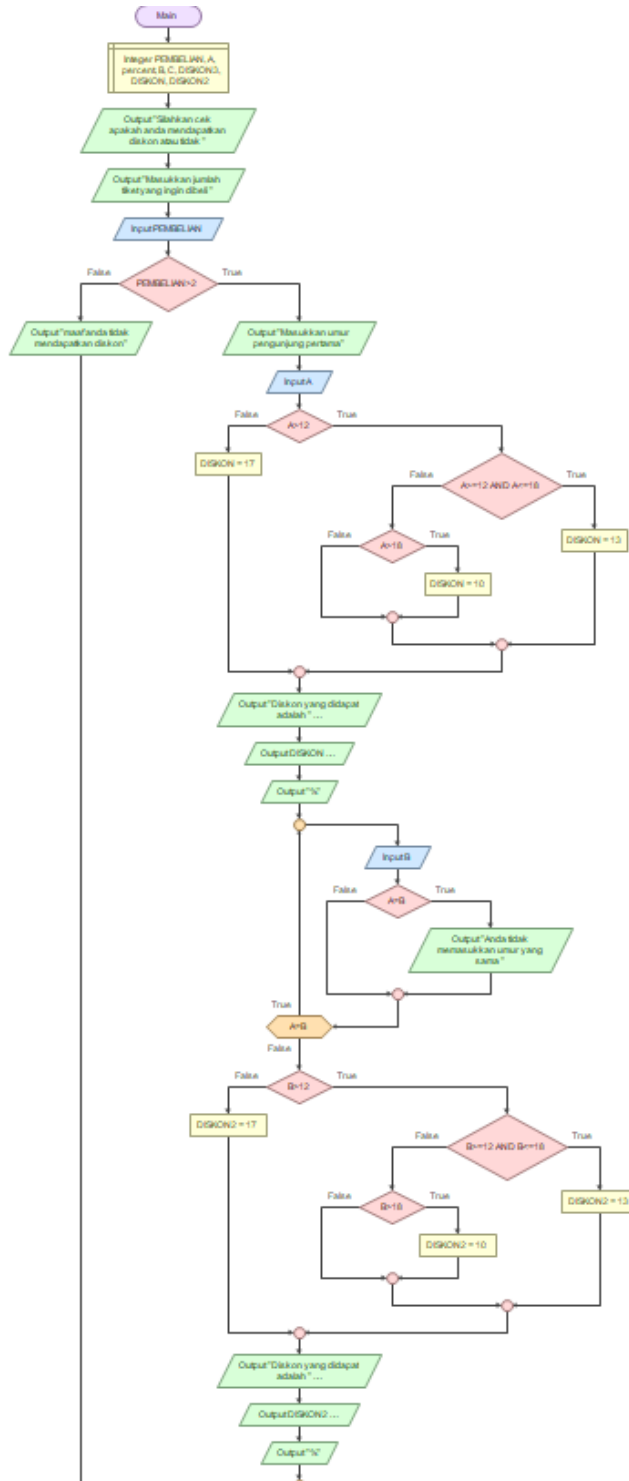 Main
Integer PEMBELIAN, A,
percent, B, C, DISKON3,
DISKON, DISKON2
Output "Silahkan cek
apakah anda mendapatkan
diskon atau tidak "
Output "Masukkan jumlah
tiket yang ingin dibeli "
Input PEMBELIAN
False
True
PEMBELIAN>2
Output "maaf anda tidak
mendapatkan diskon"
Output "Masukkan umur
pengunjung pertama"
Input A
False
True
A>12
DISKON = 17
False
True
A>=12 AND A<=18
False
True
A>18
DISKON = 13
DISKON = 10
Output "Diskon yang didapat
adalah " ...
Output DISKON ...
Output "%"
Input B
False
True
Output "Anda tidak
memasukkan umur yang
sama "
True
False
False
True
B>12
DISKON2 = 17
False
True
B>=12 AND B<=18
False
True
B>18
DISKON2 = 13
DISKON2 = 10
Output "Diskon yang didapat
adalah " ...
Output DISKON2 ...
Output "%"